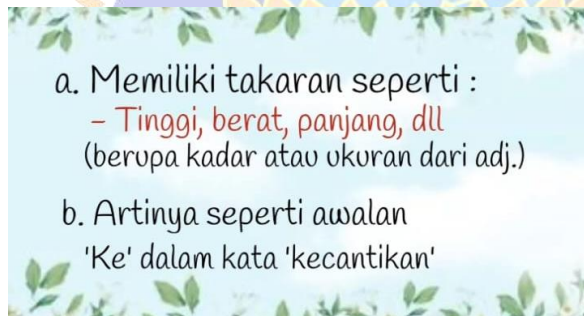 a. Memiliki takaran seperti :
- Tinggi, berat, panjang, dll
(berupa kadar atau ukuran dari adj.)
b. Artinya seperti awalan
'Ke' dalam kata 'kecantikan'